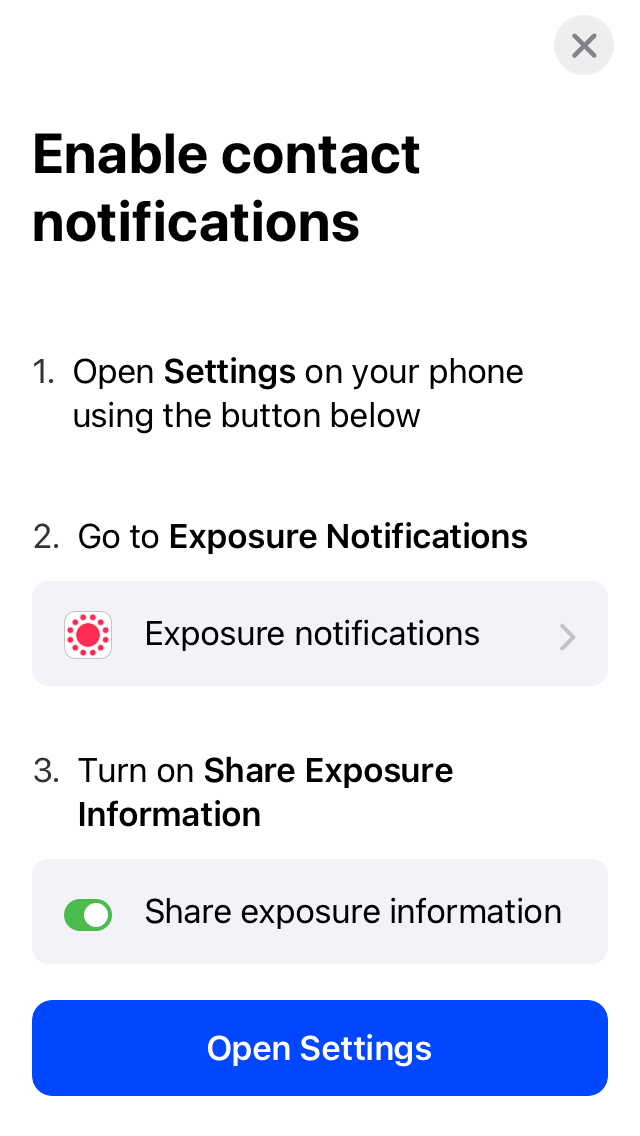 Enable contact
notifications
1. Open Settings on your phone
using the button below
2. Go to Exposure Notifications
Exposure notifications
3. Turn on Share Exposure
Information
Share exposure information
Open Settings